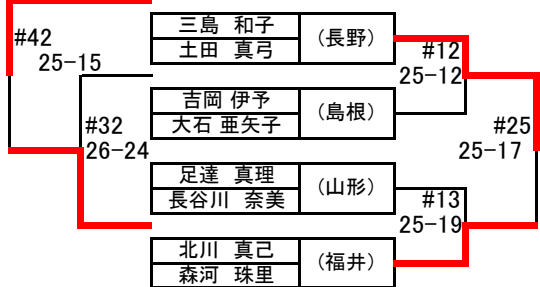 #42
25-15
三島 和子
土田 真弓
(長野)
#12
25-12
吉岡 伊予
大石 亜矢子
(島根)
#32
26-24
#25
25-17
足達 真理
長谷川 奈美
(山形)
#13
25-19
北川 真己
森河 珠里
(福井)